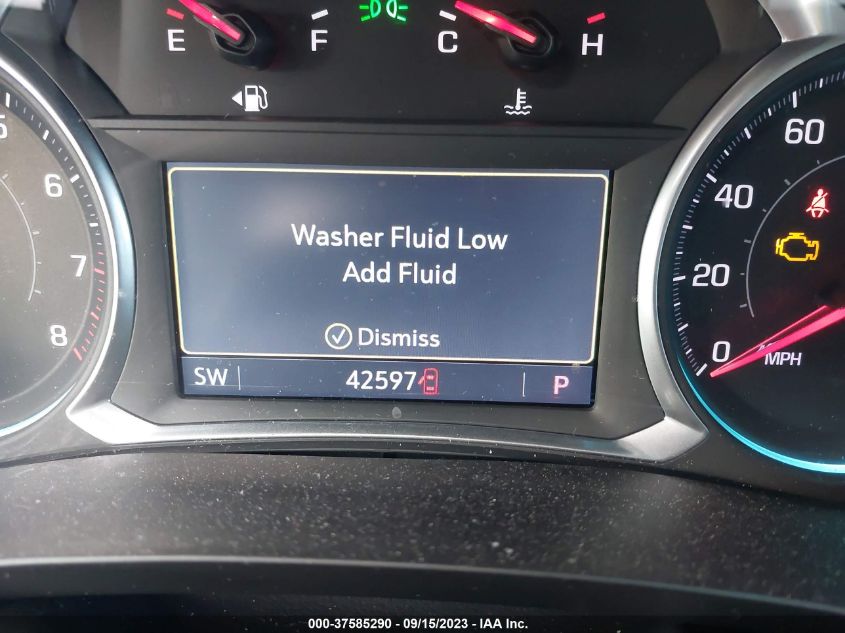 E F C H
5
6
7
8
60
40
20
0
MPH
Washer Fluid Low
Add Fluid
Dismiss
SW 42597 P
000-37585290 - 09/15/2023 - IAA Inc.